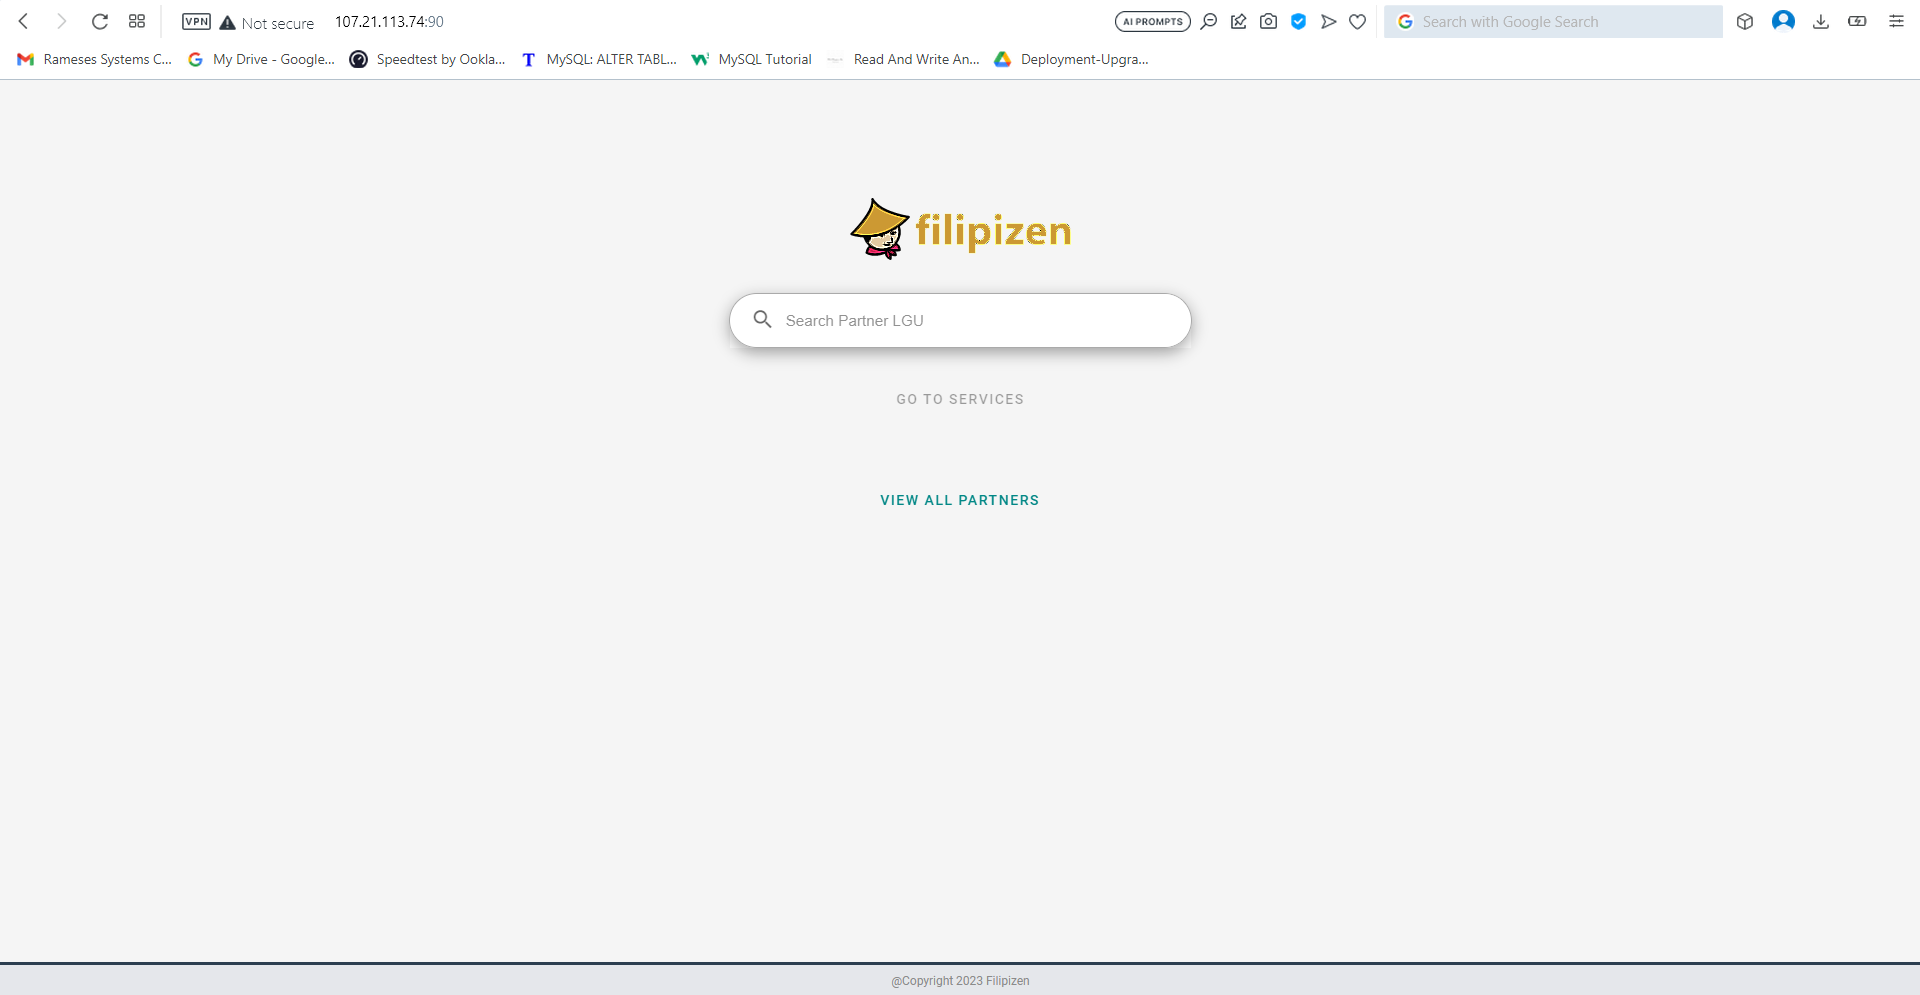 VPN Not secure 107.21.113.74:90 AI PROMPTS Search with Google Search
Rameses Systems C... My Drive - Google... Speedtest by Ookla... MySQL: ALTER TABL... MySQL Tutorial Read And Write An... Deployment-Upgra...
filipizen
Search Partner LGU
GO TO SERVICES
VIEW ALL PARTNERS
@Copyright 2023 Filipizen